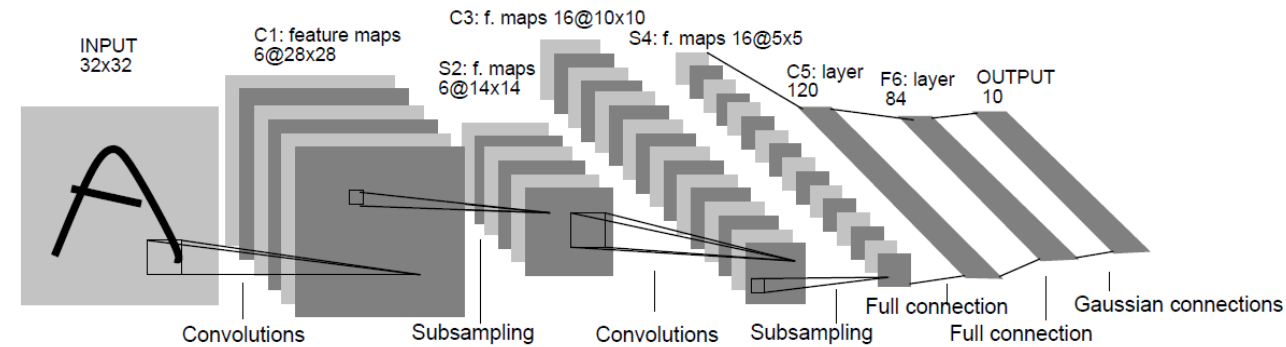 INPUT
32x32
C1: feature maps
6@28x28
S2: f. maps
6@14x14
C3: f. maps 16@10x10
S4: f. maps 16@5x5
C5: layer
120
F6: layer
84
OUTPUT
10
Convolutions
Subsampling
Convolutions
Subsampling
Full connection
Full connection
Gaussian connections